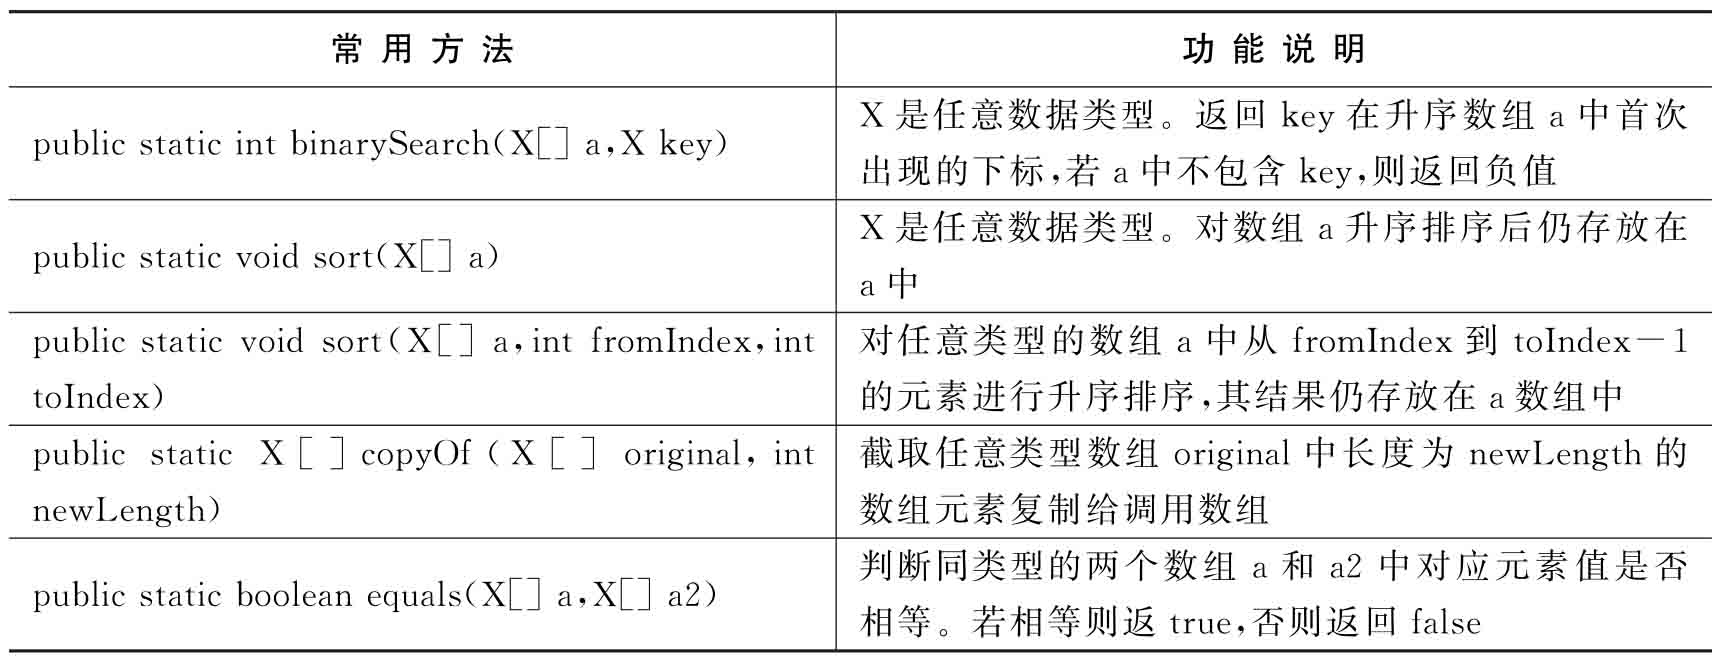 常用方法
功能说明
public static int binarySearch(X[] a,X key)
X是任意数据类型。返回 key在升序数组 a 中首次
出现的下标,若 a中不包含 key,则返回负值
public static void sort(X[] a)
X是任意数据类型。对数组 a 升序排序后仍存放在
a 中
public static void sort(X[] a,int fromIndex,int
toIndex)
对任意类型的数组 a 中从 fromIndex 到 toIndex－1
的元素进行升序排序,其结果仍存放在 a数组中
public static X[]copyOf(X[] original, int
newLength)
截取任意类型数组 original 中长度为 newLength 的
数组元素复制给调用数组
public static boolean equals(X[] a,X[] a2)
判断同类型的两个数组 a 和 a2 中对应元素值是否
相等。若相等则返 true,否则返回 false